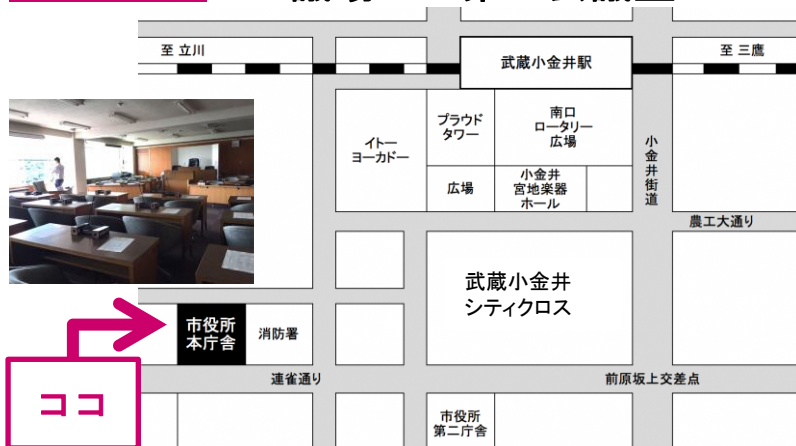 至 立川
武蔵小金井駅
至 三鷹
イトー
ヨーカドー
プラウド
タワー
南口
ロータリー
広場
広場
小金井
宮地楽器
ホール
小金井街道
農工大通り
武蔵小金井
シティクロス
市役所
本庁舎
消防署
ココ
連雀通り
前原坂上交差点
市役所
第二庁舎